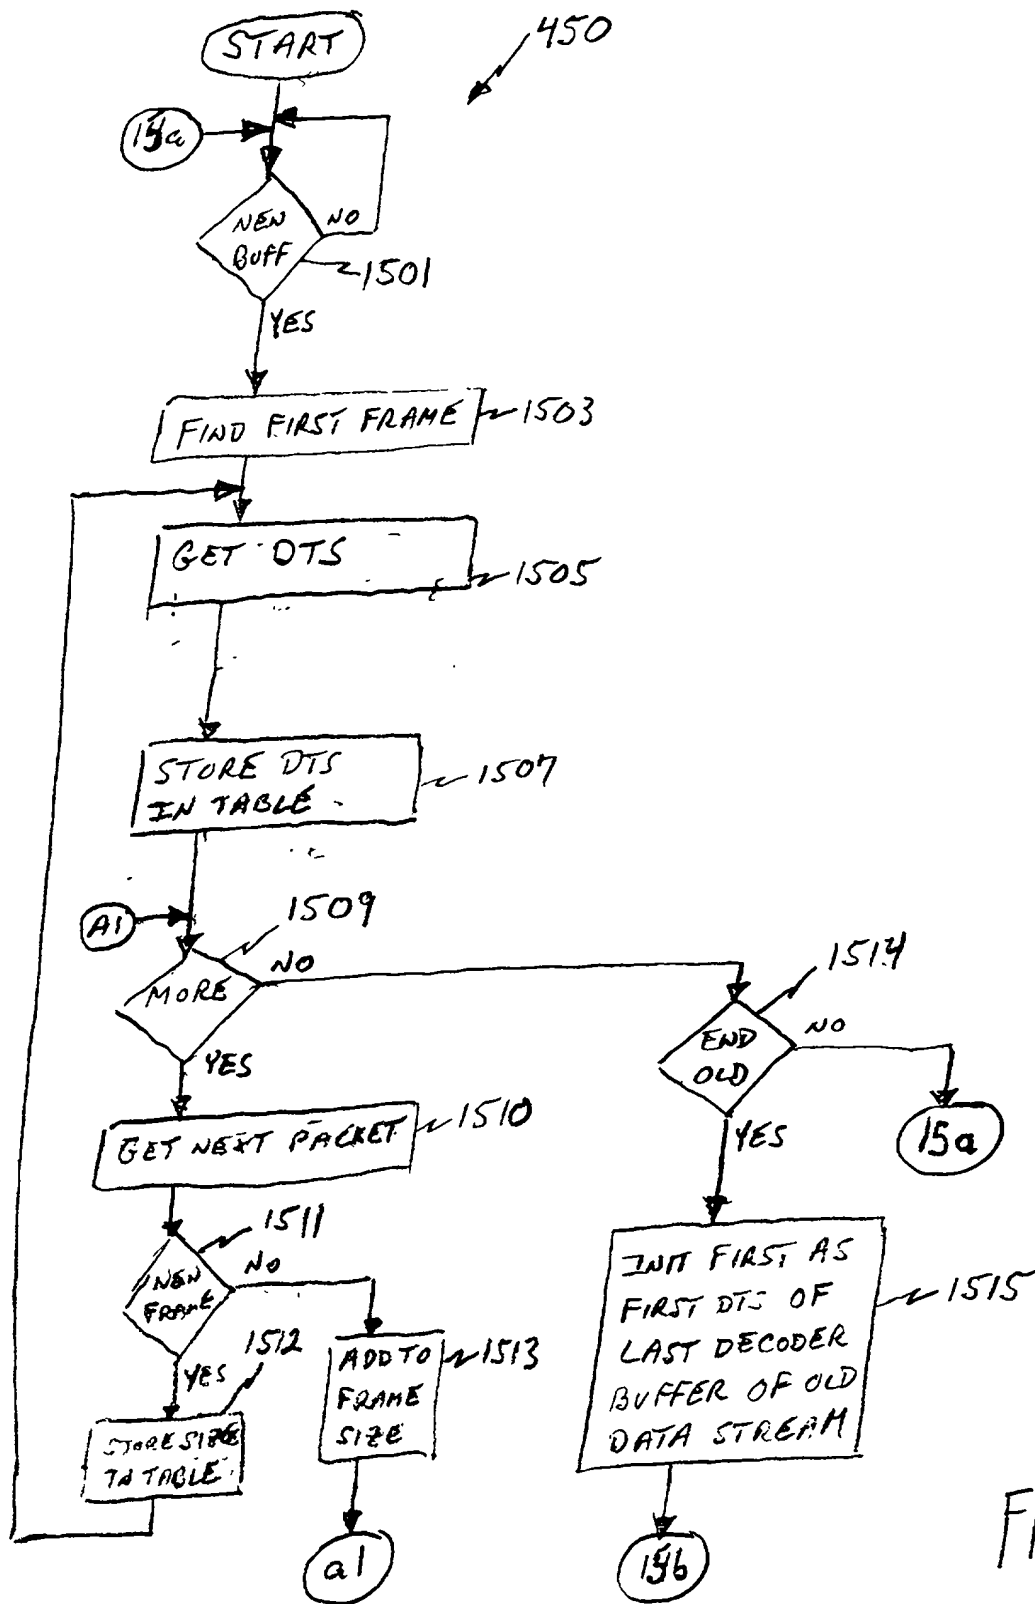 START
450
15a
NEW
BUFF
NO
1501
YES
FIND FIRST FRAME
1503
GET DTS
1505
STORE DTS
IN TABLE
1507
A1
1509
MORE
NO
YES
1514
END
OLD
NO
YES
15a
GET NEXT PACKET
1510
1511
NEW
FRAME
NO
YES
1512
STORE SIZE
IN TABLE
ADD TO
FRAME
SIZE
1513
INIT FIRST AS
FIRST DTS OF
LAST DECODER
BUFFER OF OLD
DATA STREAM
1515
a1
15b